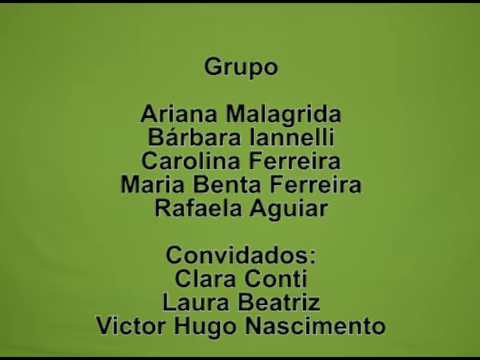 Grupo
Ariana Malagrida
Bárbara Iannelli
Carolina Ferreira
Maria Benta Ferreira
Rafaela Aguiar
Convidados:
Clara Conti
Laura Beatriz
Victor Hugo Nascimento